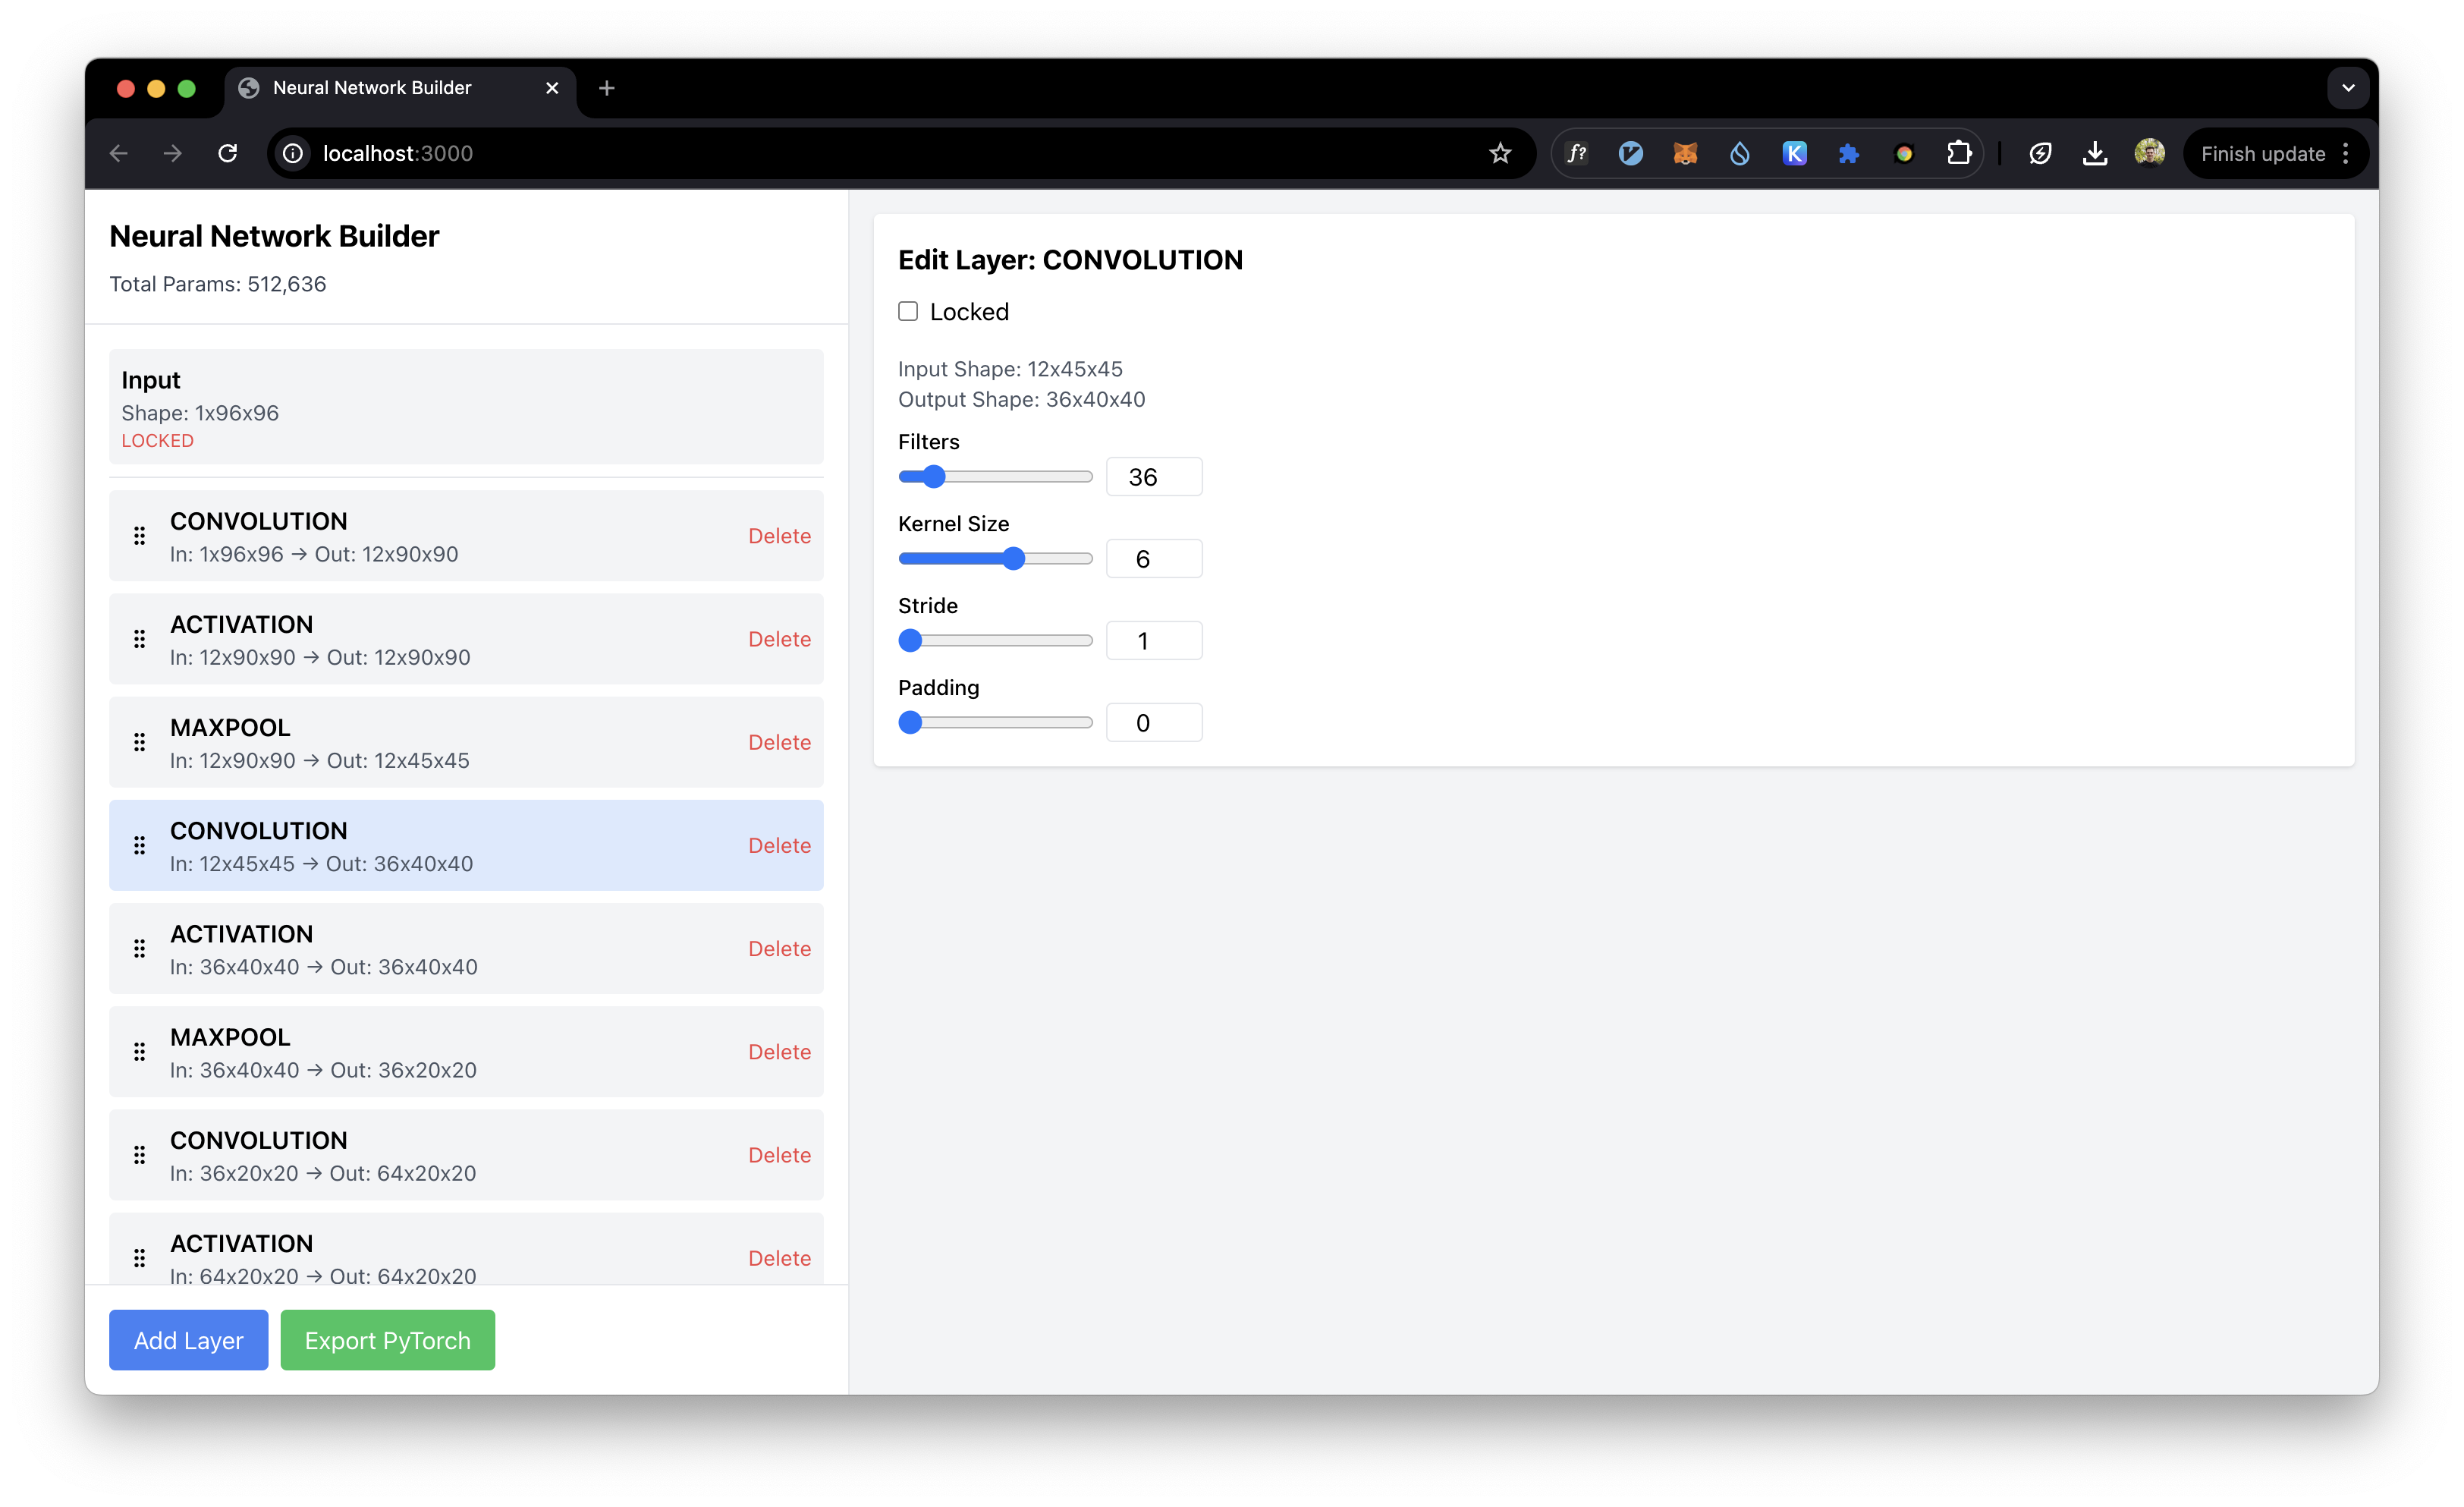 Neural Network Builder
localhost:3000
f?
K
Finish update
Neural Network Builder
Total Params: 512,636
Input
Shape: 1x96x96
LOCKED
CONVOLUTION
In: 1x96x96 → Out: 12x90x90
Delete
ACTIVATION
In: 12x90x90 → Out: 12x90x90
Delete
MAXPOOL
In: 12x90x90 → Out: 12x45x45
Delete
CONVOLUTION
In: 12x45x45 → Out: 36x40x40
Delete
ACTIVATION
In: 36x40x40 → Out: 36x40x40
Delete
MAXPOOL
In: 36x40x40 → Out: 36x20x20
Delete
CONVOLUTION
In: 36x20x20 → Out: 64x20x20
Delete
ACTIVATION
In: 64x20x20 → Out: 64x20x20
Delete
Add Layer
Export PyTorch
Edit Layer: CONVOLUTION
Locked
Input Shape: 12x45x45
Output Shape: 36x40x40
Filters
36
Kernel Size
6
Stride
1
Padding
0